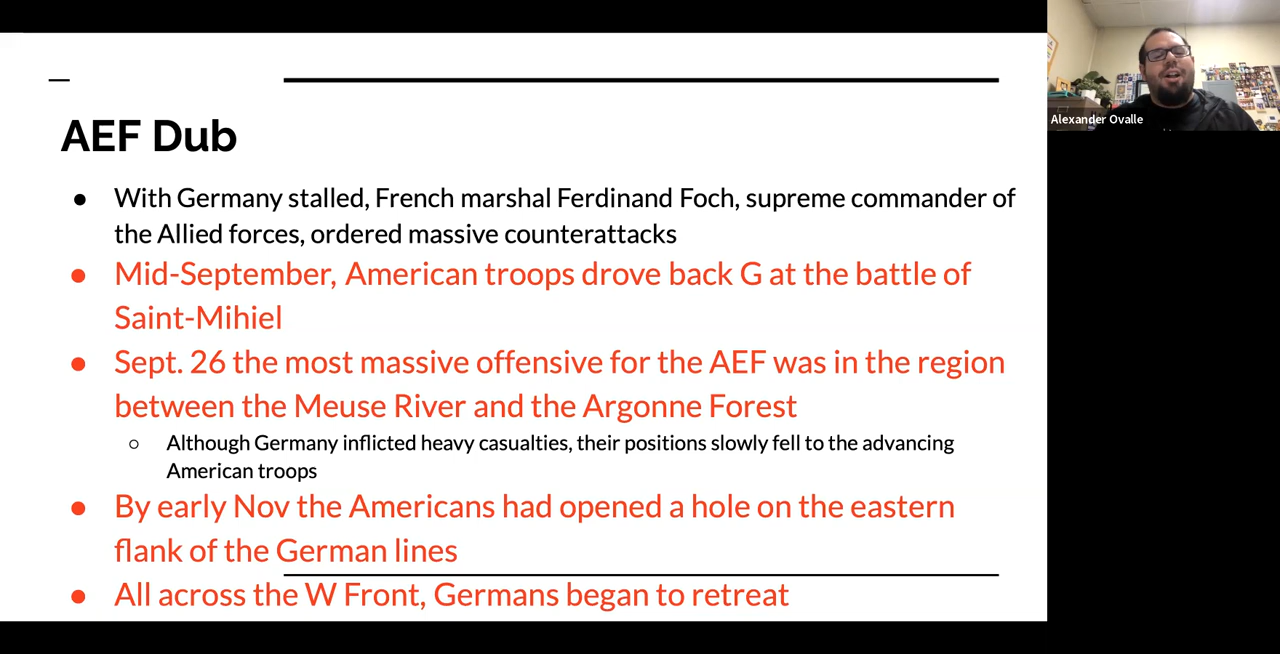 AEF Dub
● With Germany stalled, French marshal Ferdinand Foch, supreme commander of
the Allied forces, ordered massive counterattacks
● Mid-September, American troops drove back G at the battle of
Saint-Mihiel
● Sept. 26 the most massive offensive for the AEF was in the region
between the Meuse River and the Argonne Forest
○ Although Germany inflicted heavy casualties, their positions slowly fell to the advancing
American troops
● By early Nov the Americans had opened a hole on the eastern
flank of the German lines
● All across the W Front, Germans began to retreat
Alexander Ovalle